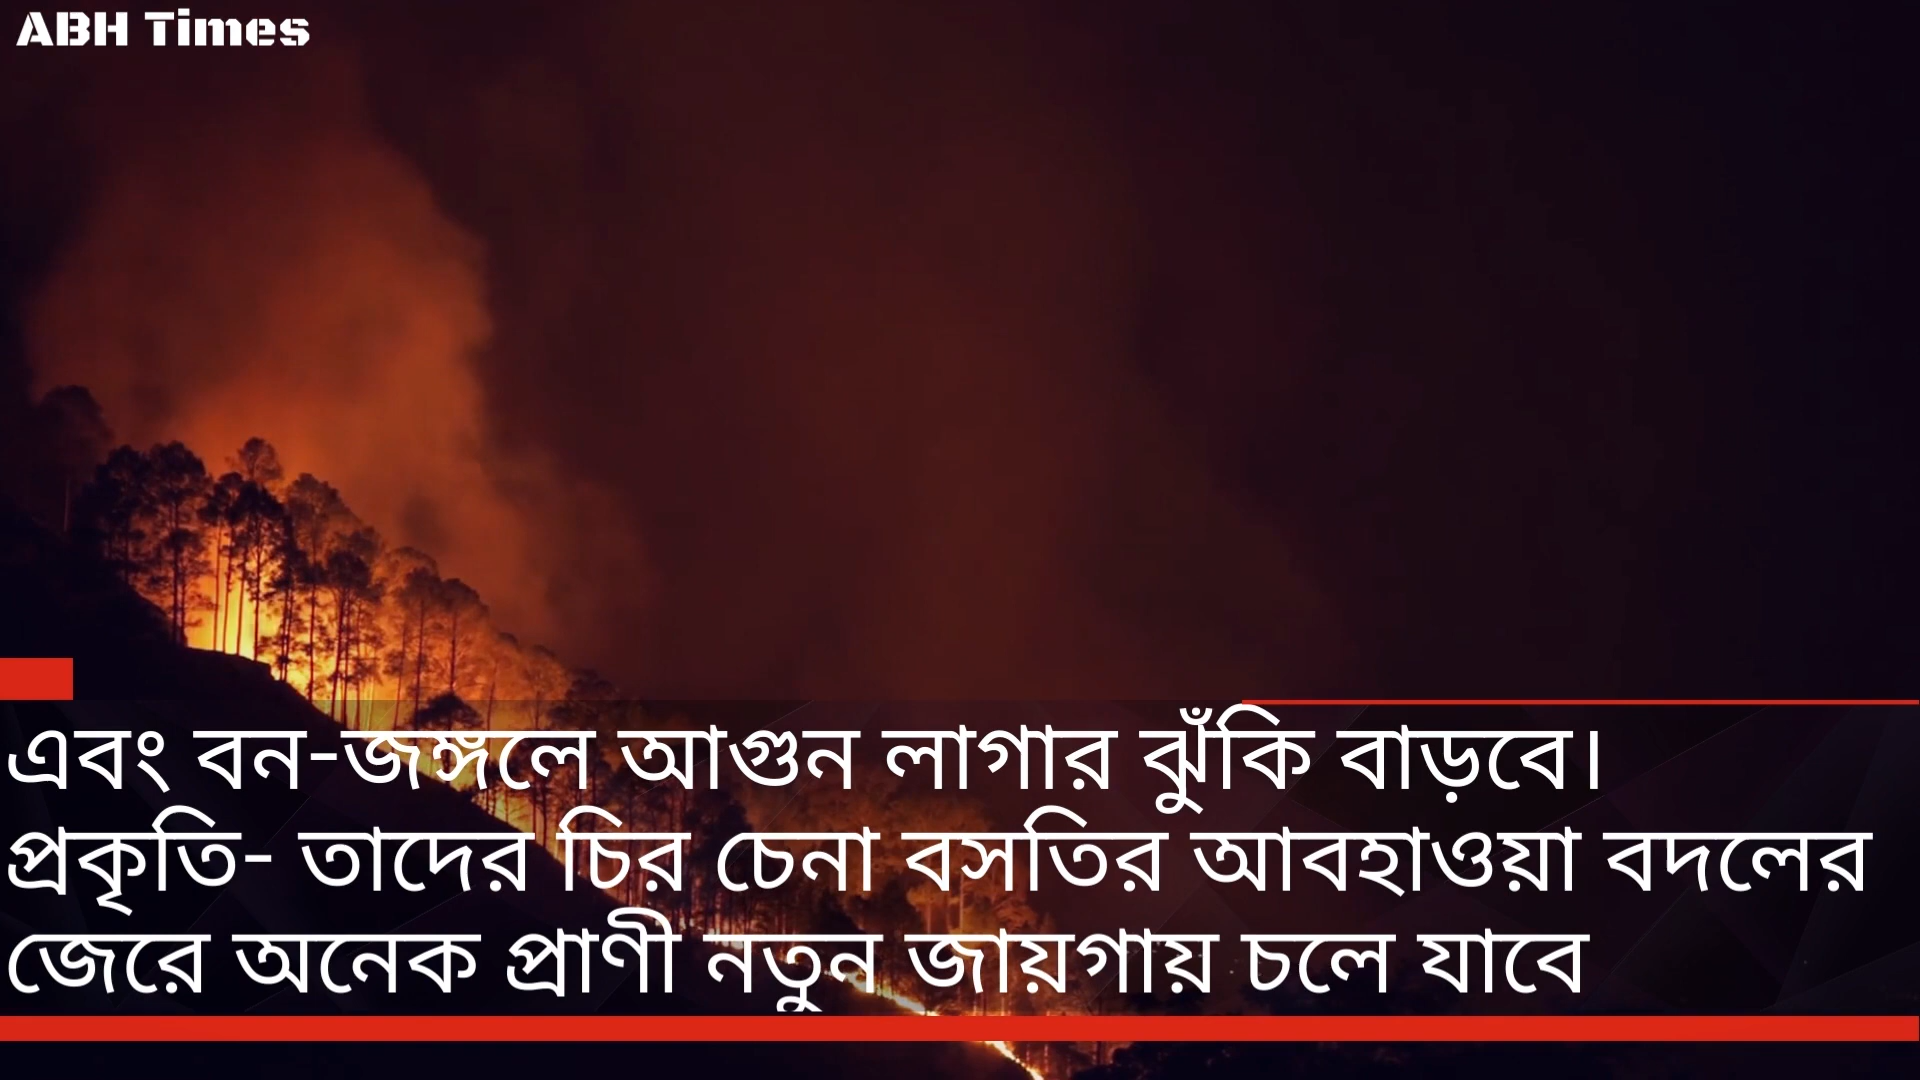 ABH Times
এবং বন-জঙ্গলে আগুন লাগার ঝুঁকি বাড়বে।
প্রকৃতি- তাদের চির চেনা বসতির আবহাওয়া বদলের
জেরে অনেক প্রাণী নতুন জায়গায় চলে যাবে